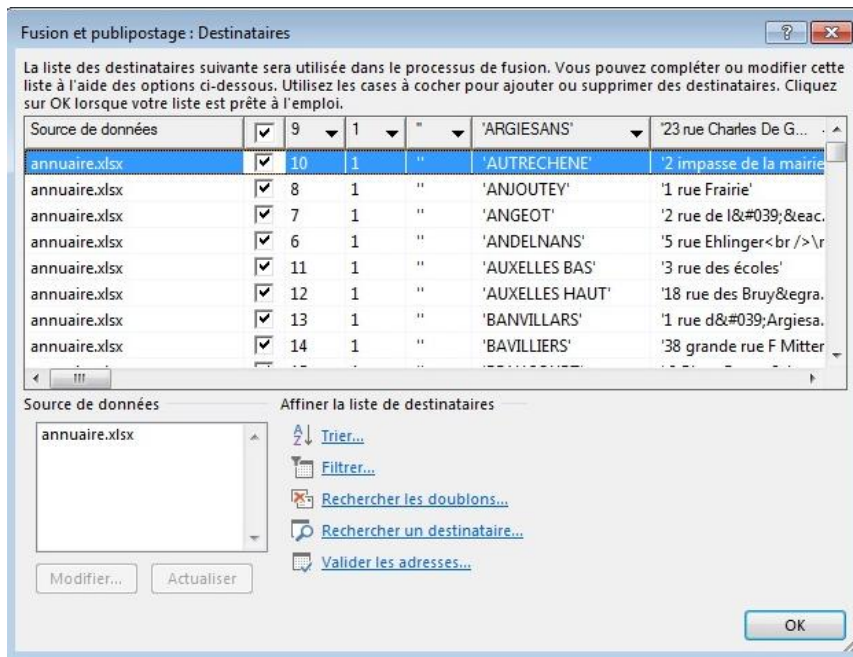 Fusion et publipostage : Destinataires
La liste des destinataires suivante sera utilisée dans le processus de fusion. Vous pouvez compléter ou modifier cette
liste à l'aide des options ci-dessous. Utilisez les cases à cocher pour ajouter ou supprimer des destinataires. Cliquez
sur OK lorsque votre liste est prête à l'emploi.
Source de données 9 1 '' 'ARGIESANS' '23 rue Charles De G...
annuaire.xlsx 10 1 '' 'AUTRECHENE' '2 impasse de la mairie
annuaire.xlsx 8 1 '' 'ANJOUTEY' '1 rue Frairie'
annuaire.xlsx 7 1 '' 'ANGEOT' '2 rue de l&#039;&eac.
annuaire.xlsx 6 1 '' 'ANDELNANS' '5 rue Ehlinger<br />\r
annuaire.xlsx 11 1 '' 'AUXELLES BAS' '3 rue des écoles'
annuaire.xlsx 12 1 '' 'AUXELLES HAUT' '18 rue des Bruy&egra.
annuaire.xlsx 13 1 '' 'BANVILLARS' '1 rue d&#039;Argiesa.
annuaire.xlsx 14 1 '' 'BAVILLIERS' '38 grande rue F Mitter
Source de données Affiner la liste de destinataires
annuaire.xlsx
Trier...
Filtrer...
Rechercher les doublons...
Rechercher un destinataire...
Valider les adresses...
Modifier... Actualiser
OK